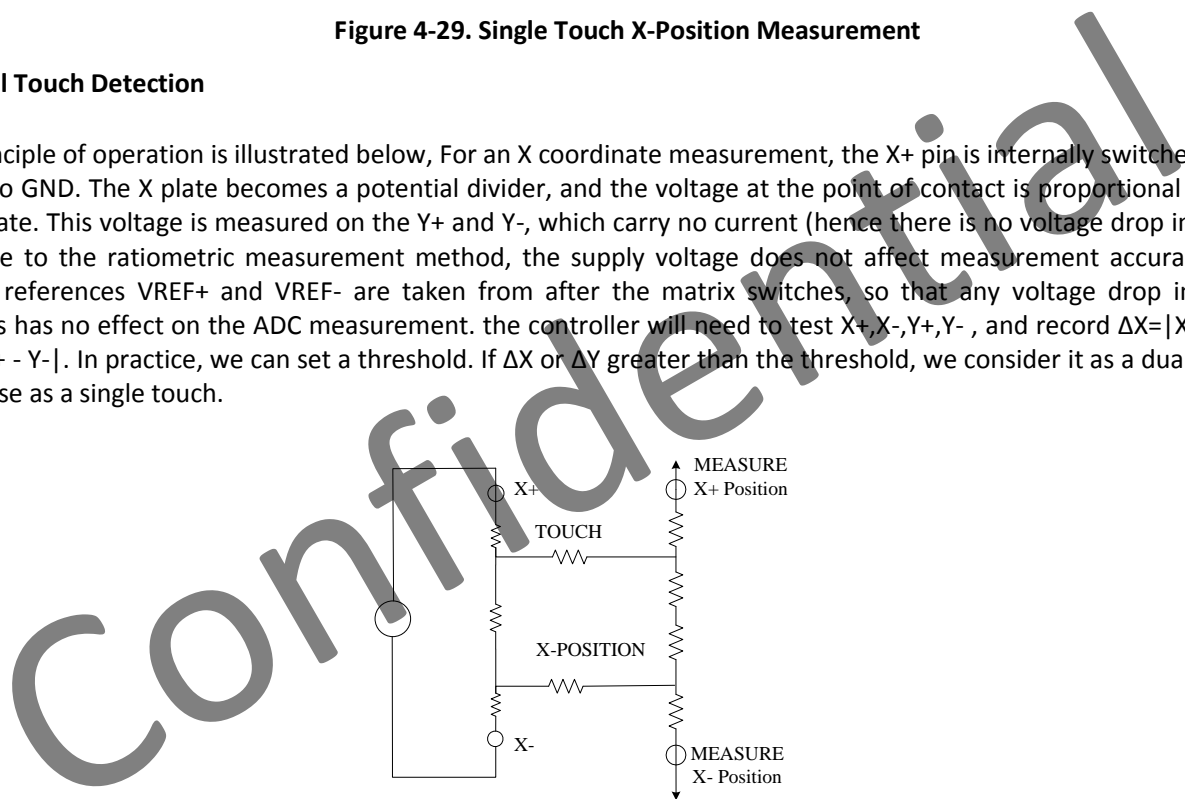 Figure 4-29. Single Touch X-Position Measurement
l Touch Detection
nciple of operation is illustrated below, For an X coordinate measurement, the X+ pin is internally switche
o GND. The X plate becomes a potential divider, and the voltage at the point of contact is proportional
ate. This voltage is measured on the Y+ and Y-, which carry no current (hence there is no voltage drop in
e to the ratiometric measurement method, the supply voltage does not affect measurement accura
references VREF+ and VREF- are taken from after the matrix switches, so that any voltage drop in
s has no effect on the ADC measurement. the controller will need to test X+,X-,Y+,Y- , and record ΔX=|X
+ - Y-|. In practice, we can set a threshold. If ΔX or ΔY greater than the threshold, we consider it as a dua
se as a single touch.
MEASURE
X+ Position
X+
TOUCH
X-POSITION
X-
MEASURE
X- Position
Confidential